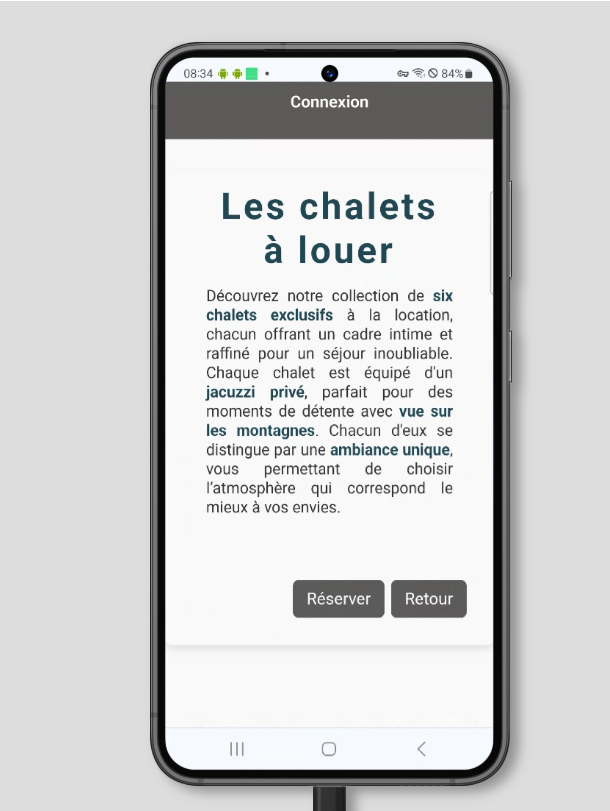 08:34
84%
Connexion
Les chalets
à louer
Découvrez notre collection de six
chalets exclusifs à la location,
chacun offrant un cadre intime et
raffiné pour un séjour inoubliable.
Chaque chalet est équipé d'un
jacuzzi privé, parfait pour des
moments de détente avec vue sur
les montagnes. Chacun d'eux se
distingue par une ambiance unique,
vous permettant de choisir
l'atmosphère qui correspond le
mieux à vos envies.
Réserver
Retour